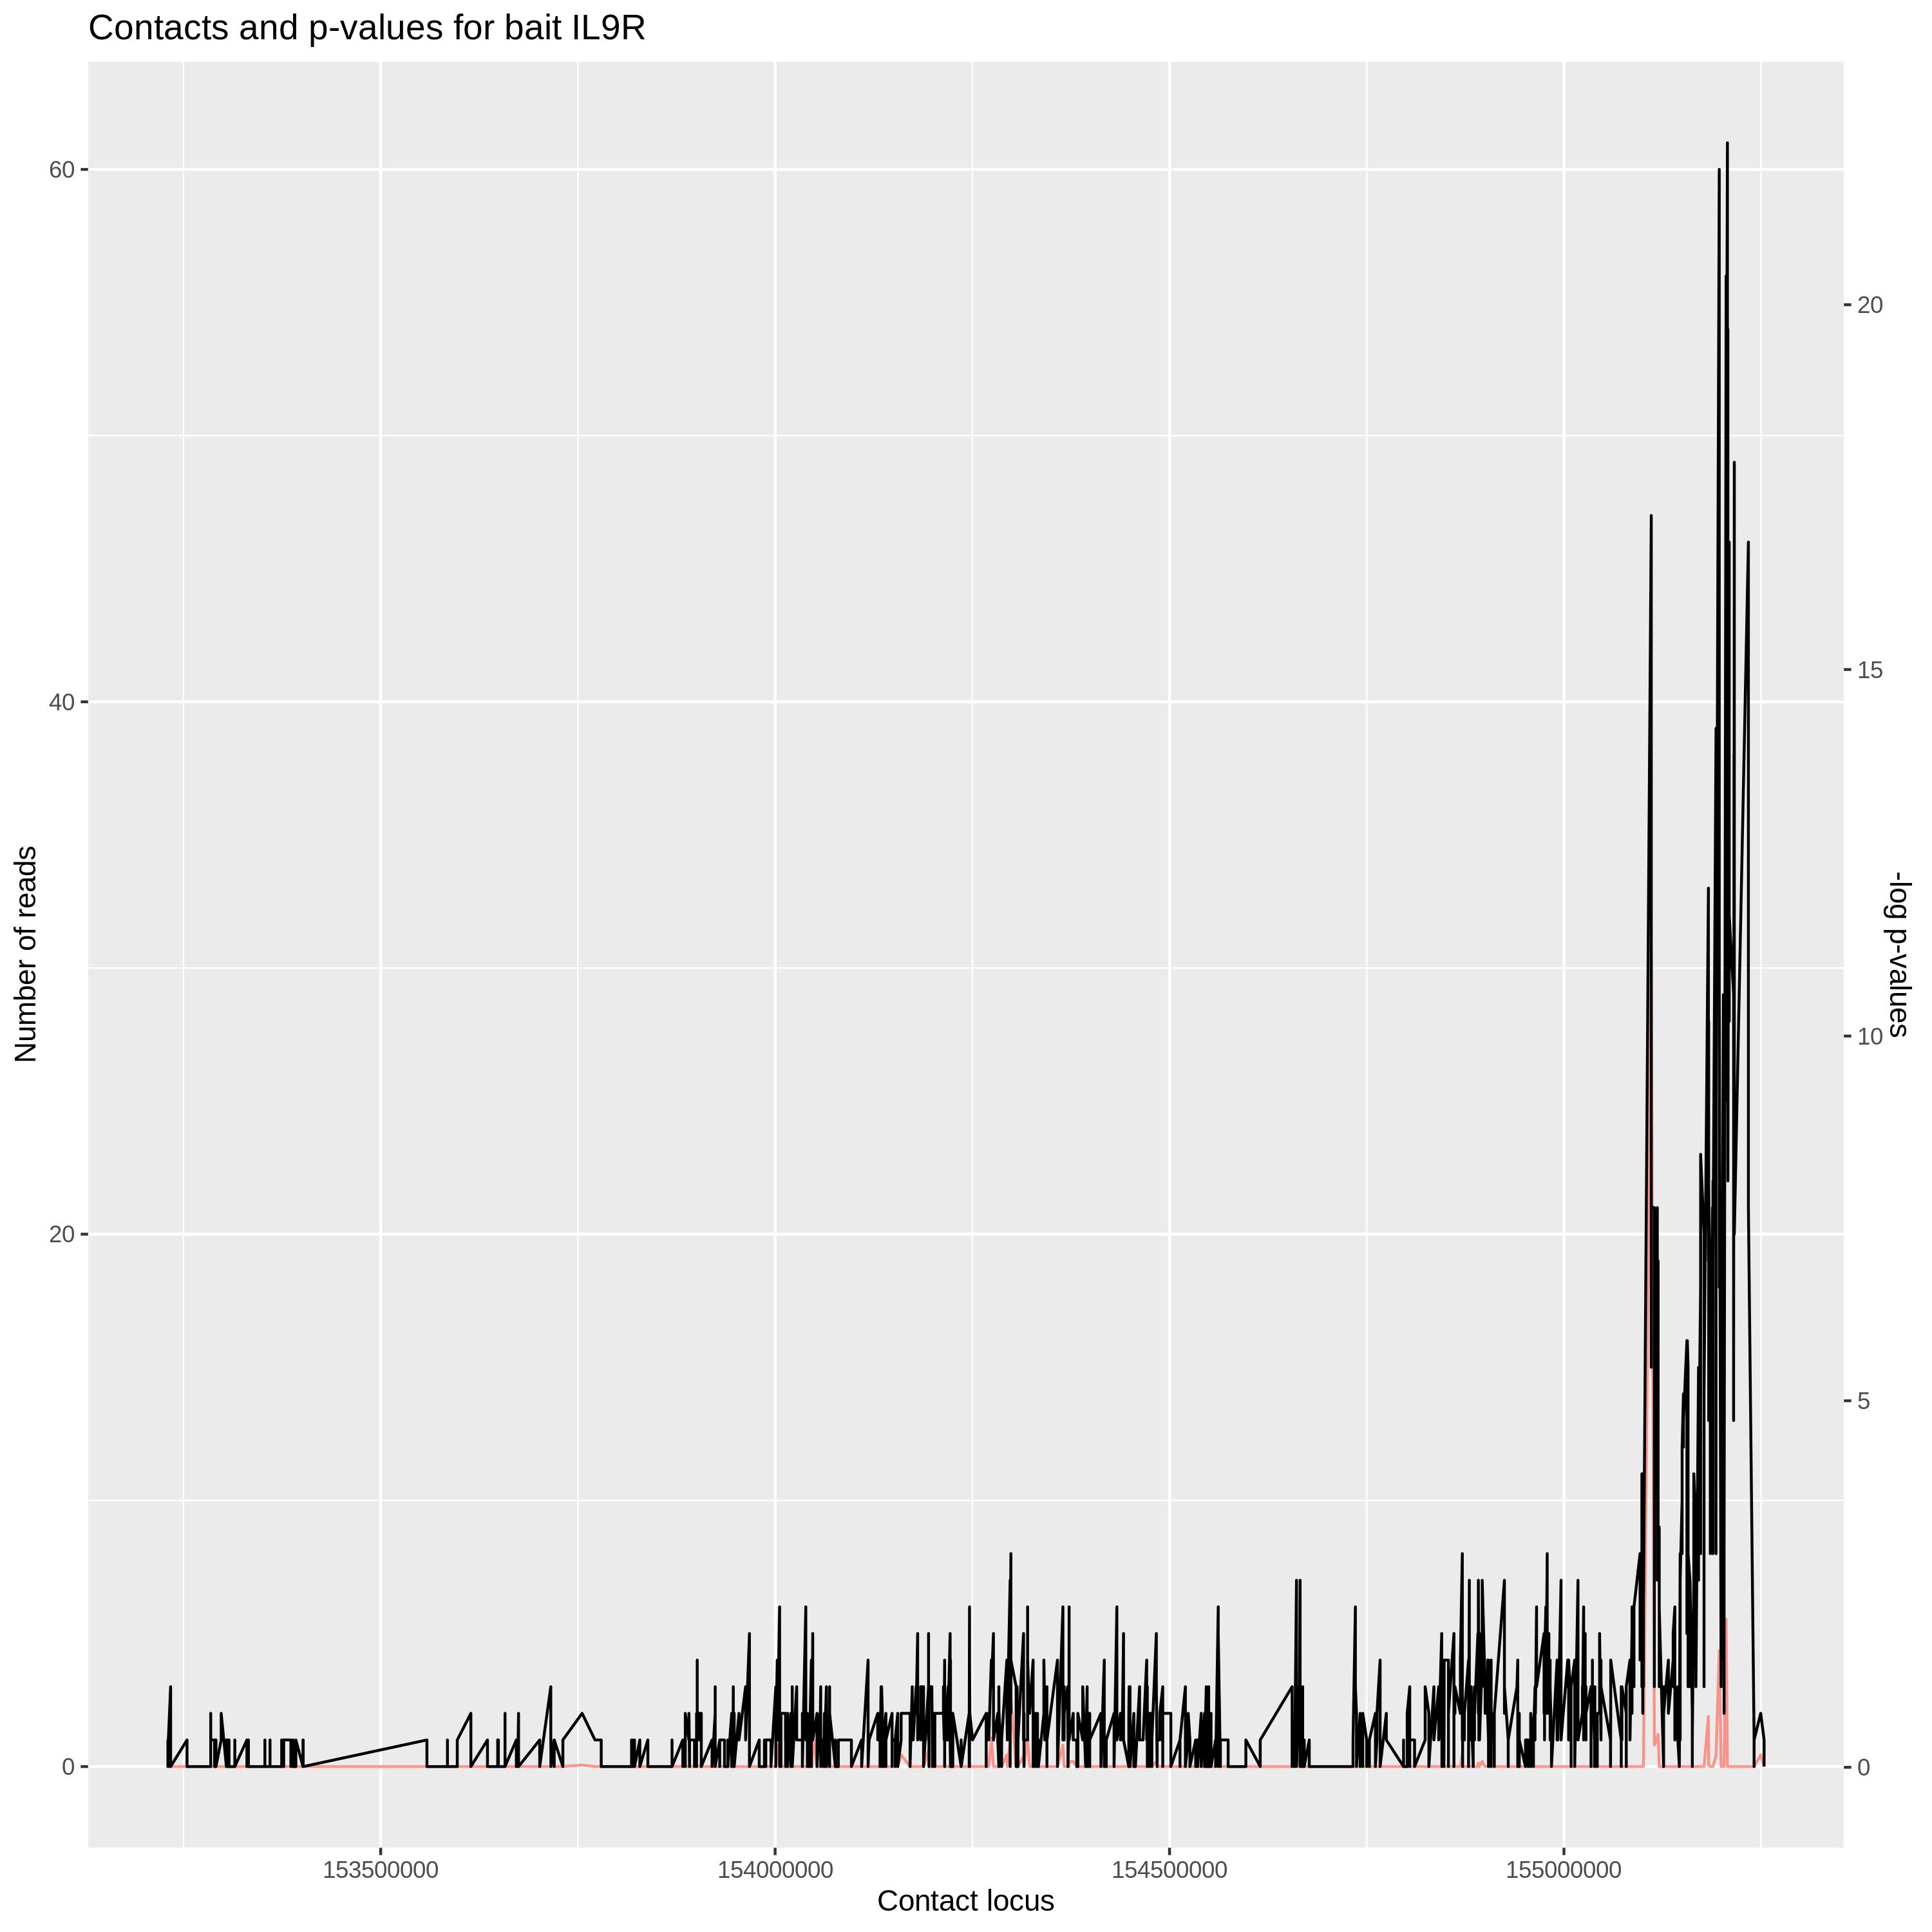 Contacts and p-values for bait IL9R
60
40
20
0
Number of reads
20
15
10
5
0
-log p-values
153500000 154000000 154500000 155000000
Contact locus